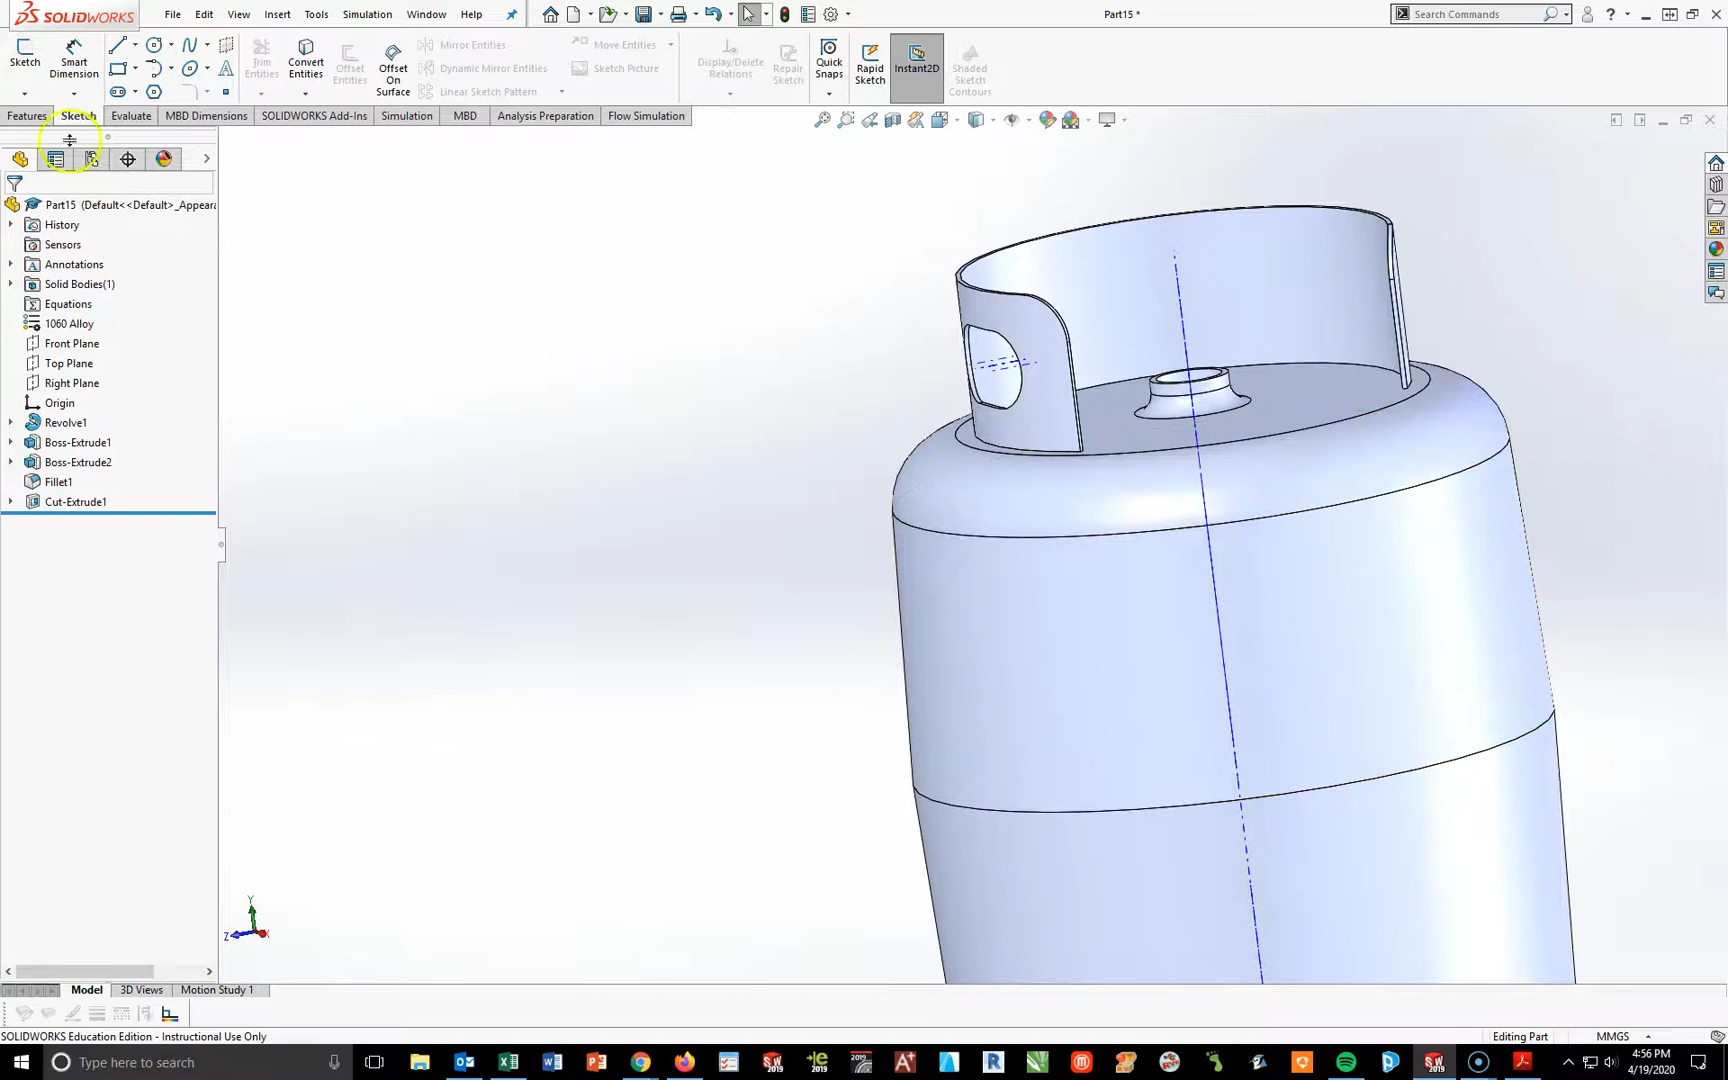 SOLIDWORKS File Edit View Insert Tools Simulation Window Help Part15 * Search Commands
Sketch Smart Dimension Trim Entities Convert Entities Offset Entities Offset On Surface Mirror Entities Move Entities Display/Delete Relations Repair Sketch Quick Snaps Rapid Sketch Instant2D Shaded Sketch Contours
Dynamic Mirror Entities Sketch Picture
Linear Sketch Pattern
Features Sketch Evaluate MBD Dimensions SOLIDWORKS Add-Ins Simulation MBD Analysis Preparation Flow Simulation
Part15 (Default<<Default>_Appeara
History
Sensors
Annotations
Solid Bodies(1)
Equations
1060 Alloy
Front Plane
Top Plane
Right Plane
Origin
Revolve1
Boss-Extrude1
Boss-Extrude2
Fillet1
Cut-Extrude1
Y
Z X
Model 3D Views Motion Study 1
SOLIDWORKS Education Edition - Instructional Use Only Editing Part MMGS
Type here to search 4:56 PM
4/19/2020